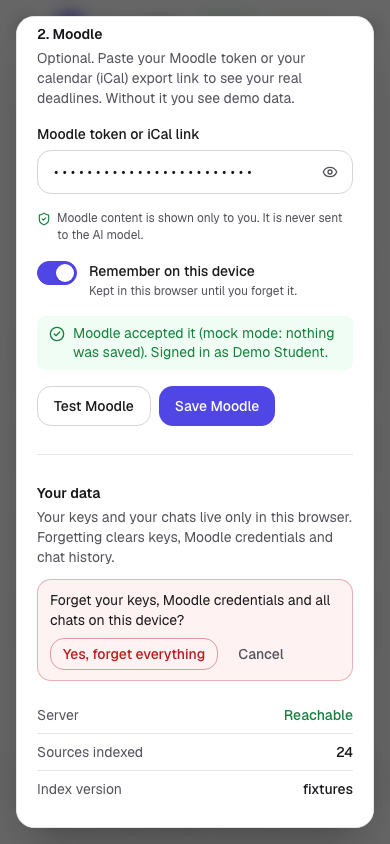 2. Moodle
Optional. Paste your Moodle token or your
calendar (iCal) export link to see your real
deadlines. Without it you see demo data.
Moodle token or iCal link
••••••••••••••••••••••••
Moodle content is shown only to you. It is never sent
to the AI model.
Remember on this device
Kept in this browser until you forget it.
Moodle accepted it (mock mode: nothing
was saved). Signed in as Demo Student.
Test Moodle
Save Moodle
Your data
Your keys and your chats live only in this browser.
Forgetting clears keys, Moodle credentials and
chat history.
Forget your keys, Moodle credentials and all
chats on this device?
Yes, forget everything
Cancel
Server
Reachable
Sources indexed
24
Index version
fixtures